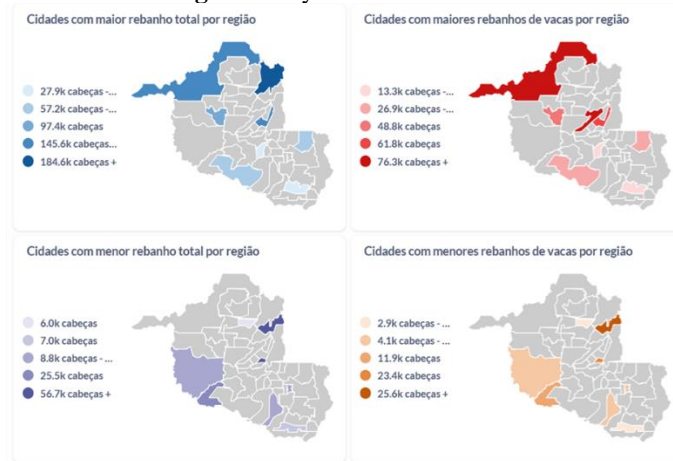 Cidades com maior rebanho total por região
27.9k cabeças -...
57.2k cabeças -...
97.4k cabeças
145.6k cabeças...
184.6k cabeças +
Cidades com maiores rebanhos de vacas por região
13.3k cabeças -...
26.9k cabeças -...
48.8k cabeças
61.8k cabeças
76.3k cabeças +
Cidades com menor rebanho total por região
6.0k cabeças
7.0k cabeças
8.8k cabeças - ...
25.5k cabeças
56.7k cabeças +
Cidades com menores rebanhos de vacas por região
2.9k cabeças - ...
4.1k cabeças - ...
11.9k cabeças
23.4k cabeças
25.6k cabeças +